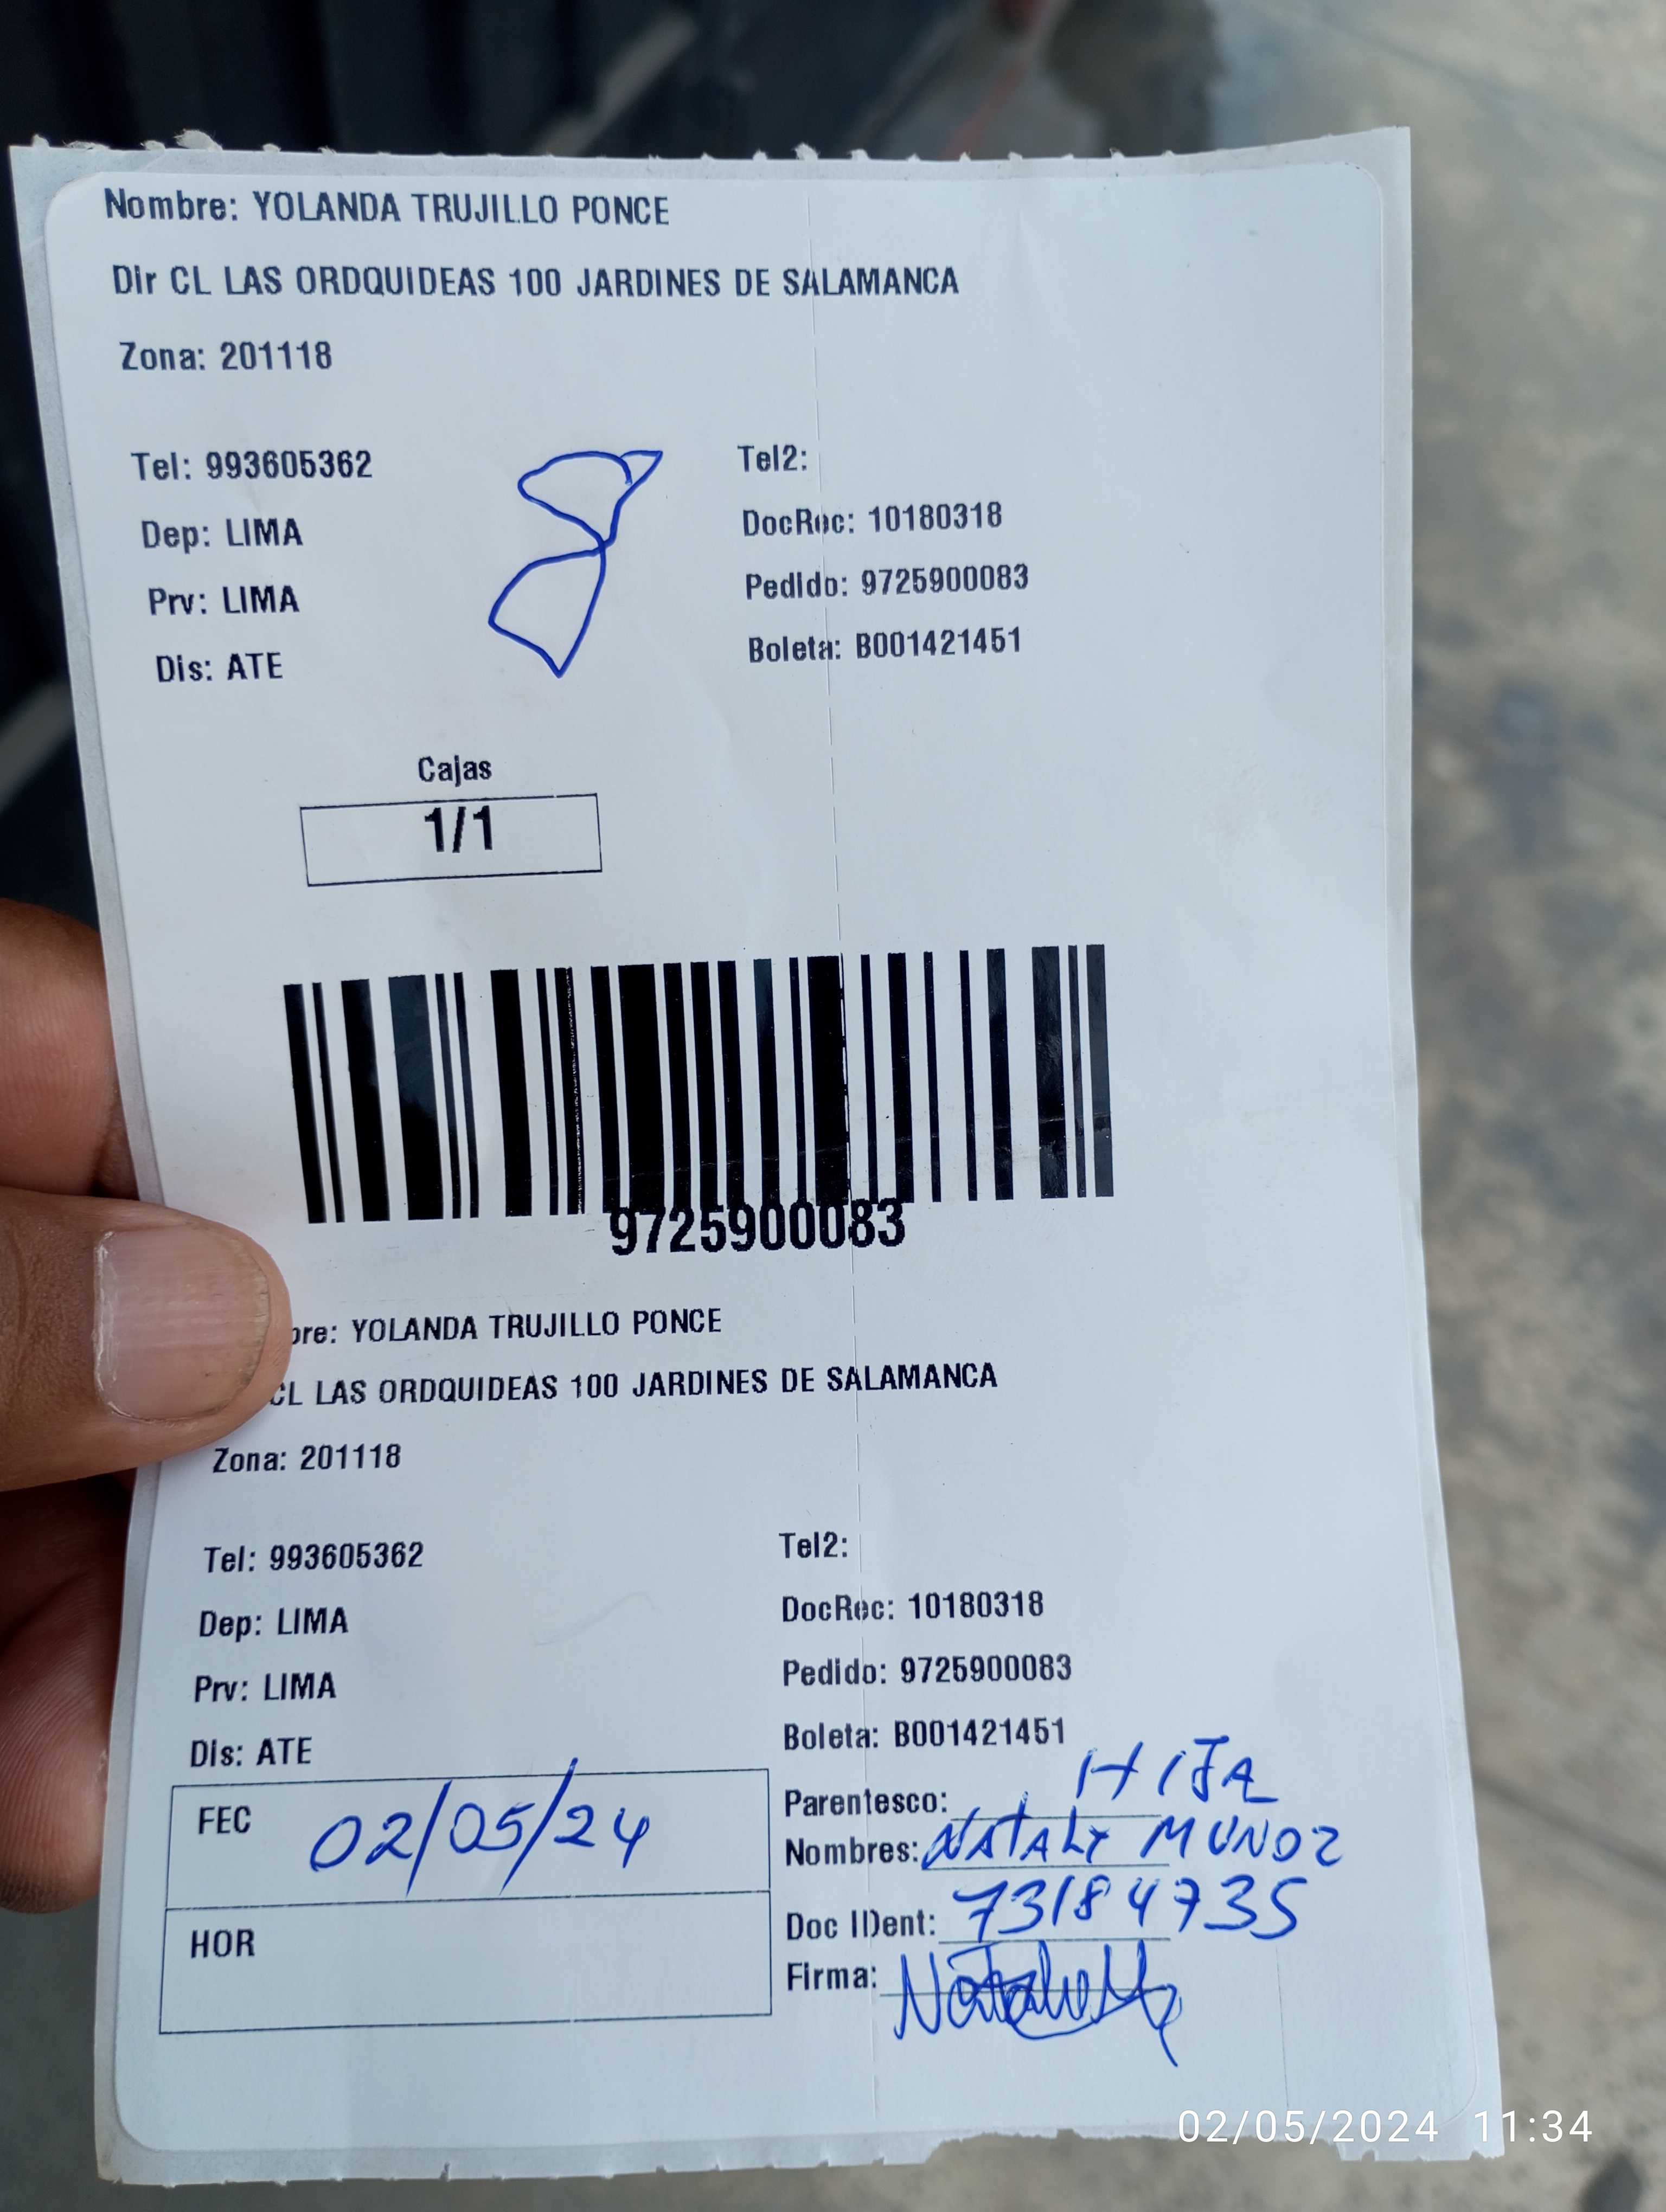 Nombre: YOLANDA TRUJILLO PONCE
Dir CL LAS ORDQUIDEAS 100 JARDINES DE SALAMANCA
Zona: 201118
Tel: 993605362
Tel2:
Dep: LIMA
DocRec: 10180318
Prv: LIMA
Pedido: 9725900083
Dis: ATE
Boleta: B001421451
Cajas
1/1
9725900083
bre: YOLANDA TRUJILLO PONCE
CL LAS ORDQUIDEAS 100 JARDINES DE SALAMANCA
Zona: 201118
Tel: 993605362
Tel2:
Dep: LIMA
DocRec: 10180318
Prv: LIMA
Pedido: 9725900083
Dis: ATE
Boleta: B001421451
FEC 02/05/24
HOR
Parentesco: HIJA
Nombres: NATALY MUNOZ
Doc IDent: 73184735
Firma:
02/05/2024 11:34